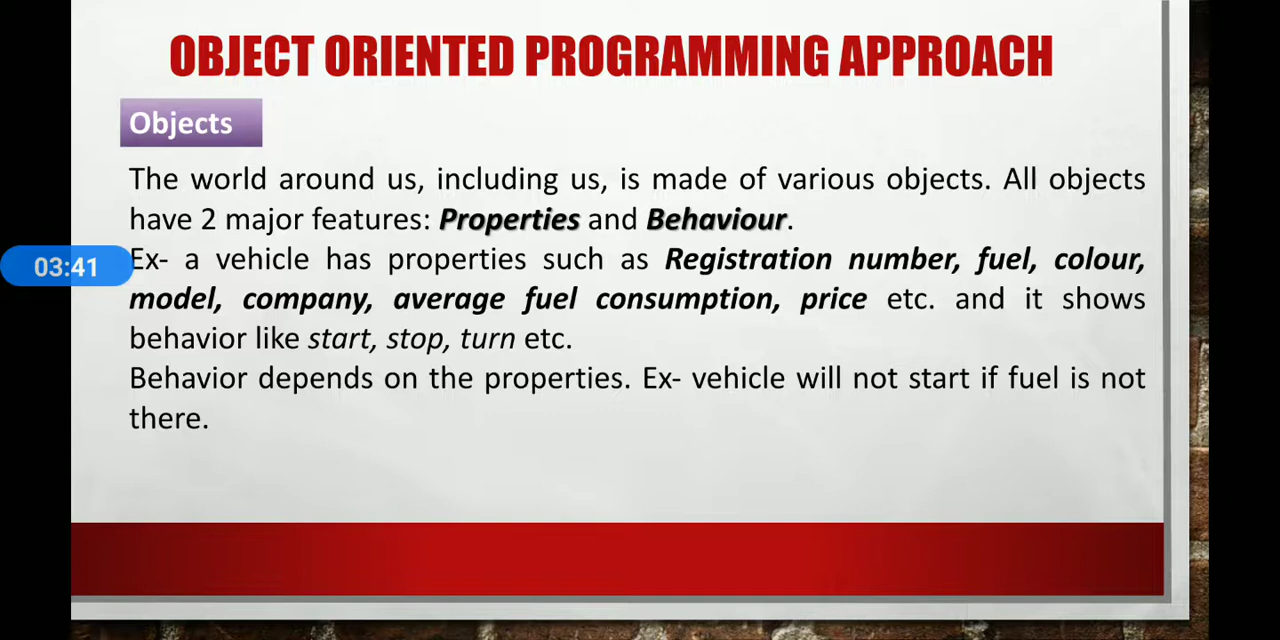 OBJECT ORIENTED PROGRAMMING APPROACH
Objects
The world around us, including us, is made of various objects. All objects
have 2 major features: Properties and Behaviour.
03:41
Ex- a vehicle has properties such as Registration number, fuel, colour,
model, company, average fuel consumption, price etc. and it shows
behavior like start, stop, turn etc.
Behavior depends on the properties. Ex- vehicle will not start if fuel is not
there.